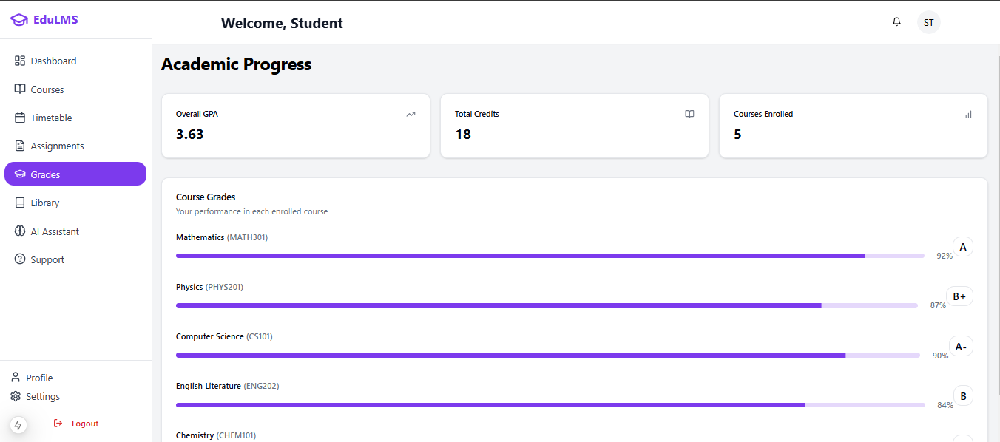 EduLMS
Welcome, Student
ST
Dashboard
Courses
Timetable
Assignments
Grades
Library
AI Assistant
Support
Profile
Settings
Logout
Academic Progress
Overall GPA
3.63
Total Credits
18
Courses Enrolled
5
Course Grades
Your performance in each enrolled course
Mathematics (MATH301)
92% A
Physics (PHYS201)
87% B+
Computer Science (CS101)
90% A-
English Literature (ENG202)
84% B
Chemistry (CHEM101)